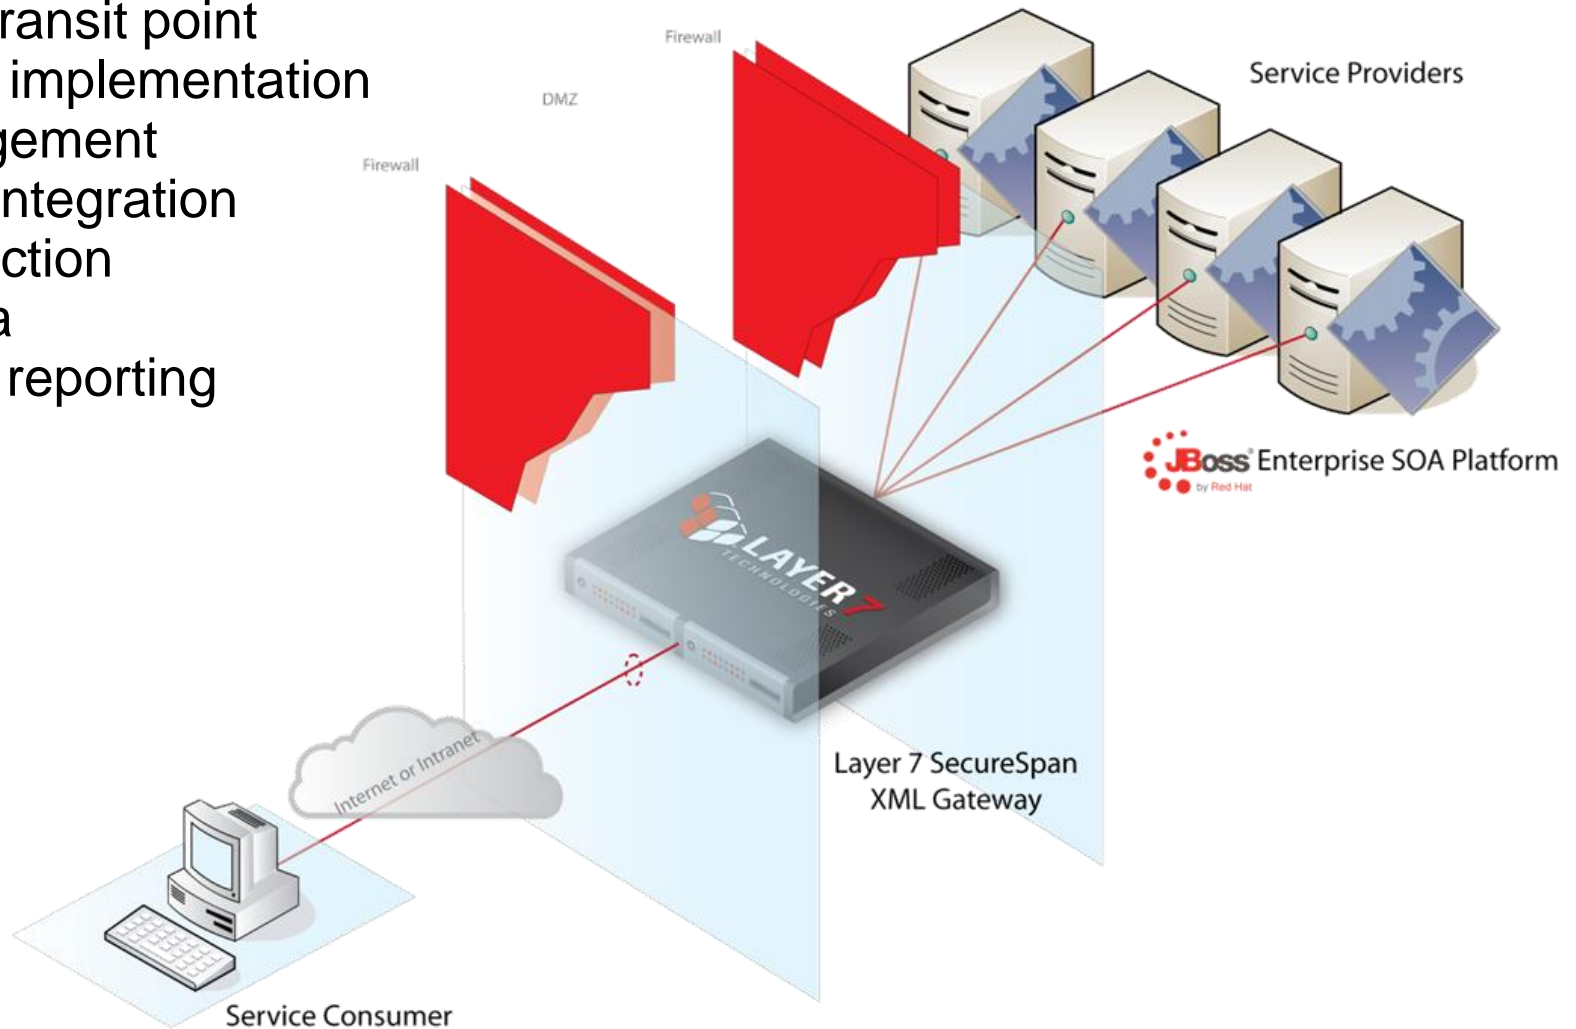 ransit point
implementation
gement
ntegration
ction
a
reporting
Firewall
DMZ
Firewall
Service Providers
JBoss Enterprise SOA Platform
by Red Hat
LAYER 7
TECHNOLOGIES
Layer 7 SecureSpan
XML Gateway
Internet or Intranet
Service Consumer